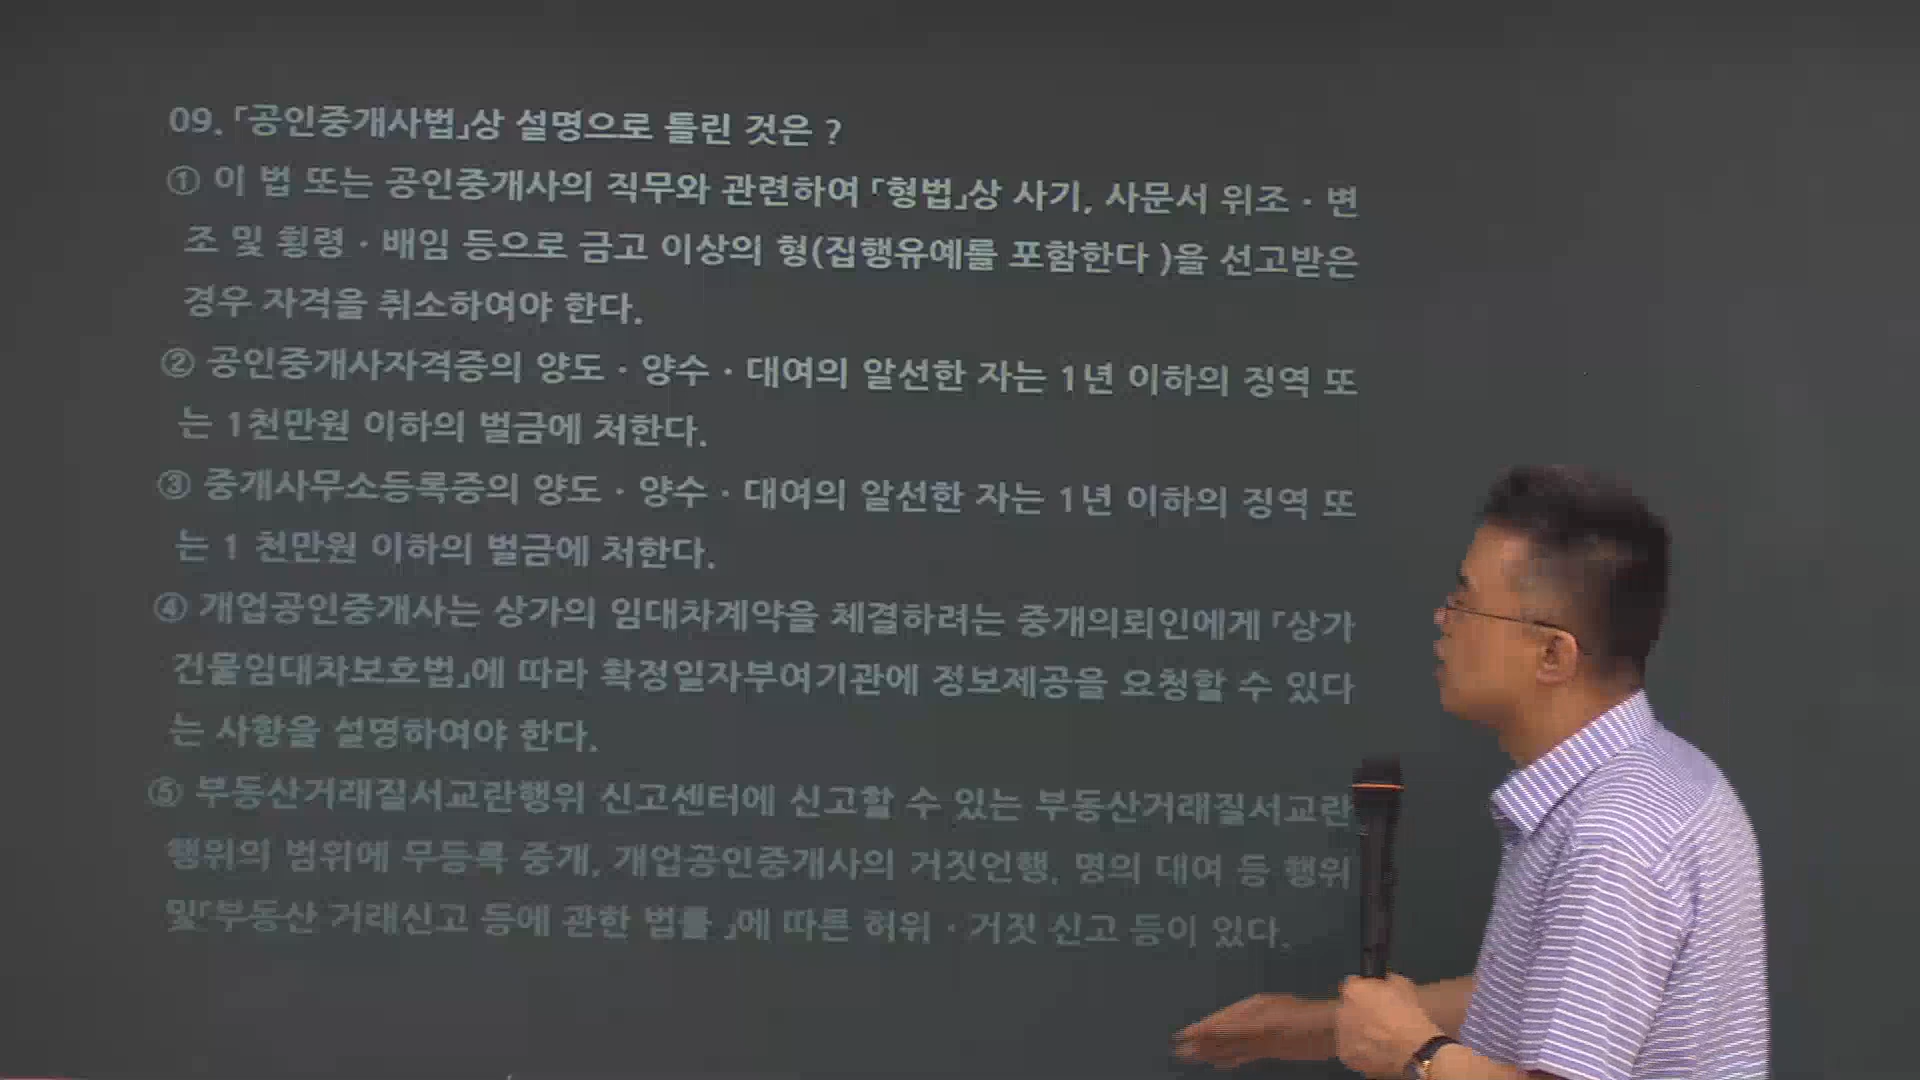 09. 「공인중개사법」상 설명으로 틀린 것은 ?
① 이 법 또는 공인중개사의 직무와 관련하여 「형법」상 사기, 사문서 위조 · 변
조 및 횡령 · 배임 등으로 금고 이상의 형(집행유예를 포함한다 )을 선고받은
경우 자격을 취소하여야 한다.
② 공인중개사자격증의 양도 · 양수 · 대여의 알선한 자는 1년 이하의 징역 또
는 1천만원 이하의 벌금에 처한다.
③ 중개사무소등록증의 양도 · 양수 · 대여의 알선한 자는 1년 이하의 징역 또
는 1 천만원 이하의 벌금에 처한다.
④ 개업공인중개사는 상가의 임대차계약을 체결하려는 중개의뢰인에게 「상가
건물임대차보호법」에 따라 확정일자부여기관에 정보제공을 요청할 수 있다
는 사항을 설명하여야 한다.
⑤ 부동산거래질서교란행위 신고센터에 신고할 수 있는 부동산거래질서교란
행위의 범위에 무등록 중개, 개업공인중개사의 거짓언행, 명의 대여 등 행위
및「부동산 거래신고 등에 관한 법률 」에 따른 허위 · 거짓 신고 등이 있다.